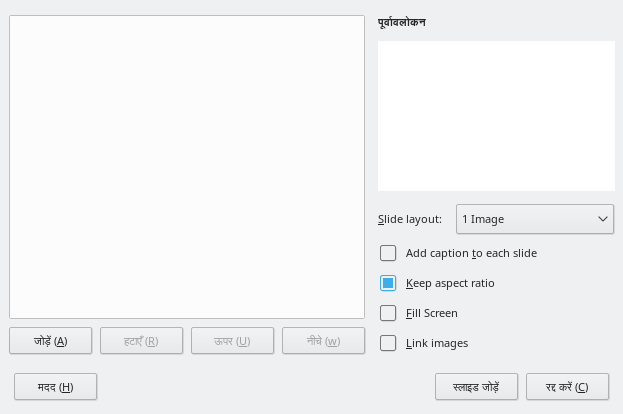 पूर्वावलोकन
Slide layout: 1 Image
Add caption to each slide
Keep aspect ratio
Fill Screen
Link images
जोड़ें (A) हटाएँ (R) ऊपर (U) नीचे (w)
मदद (H) स्लाइड जोड़ें रद्द करें (C)